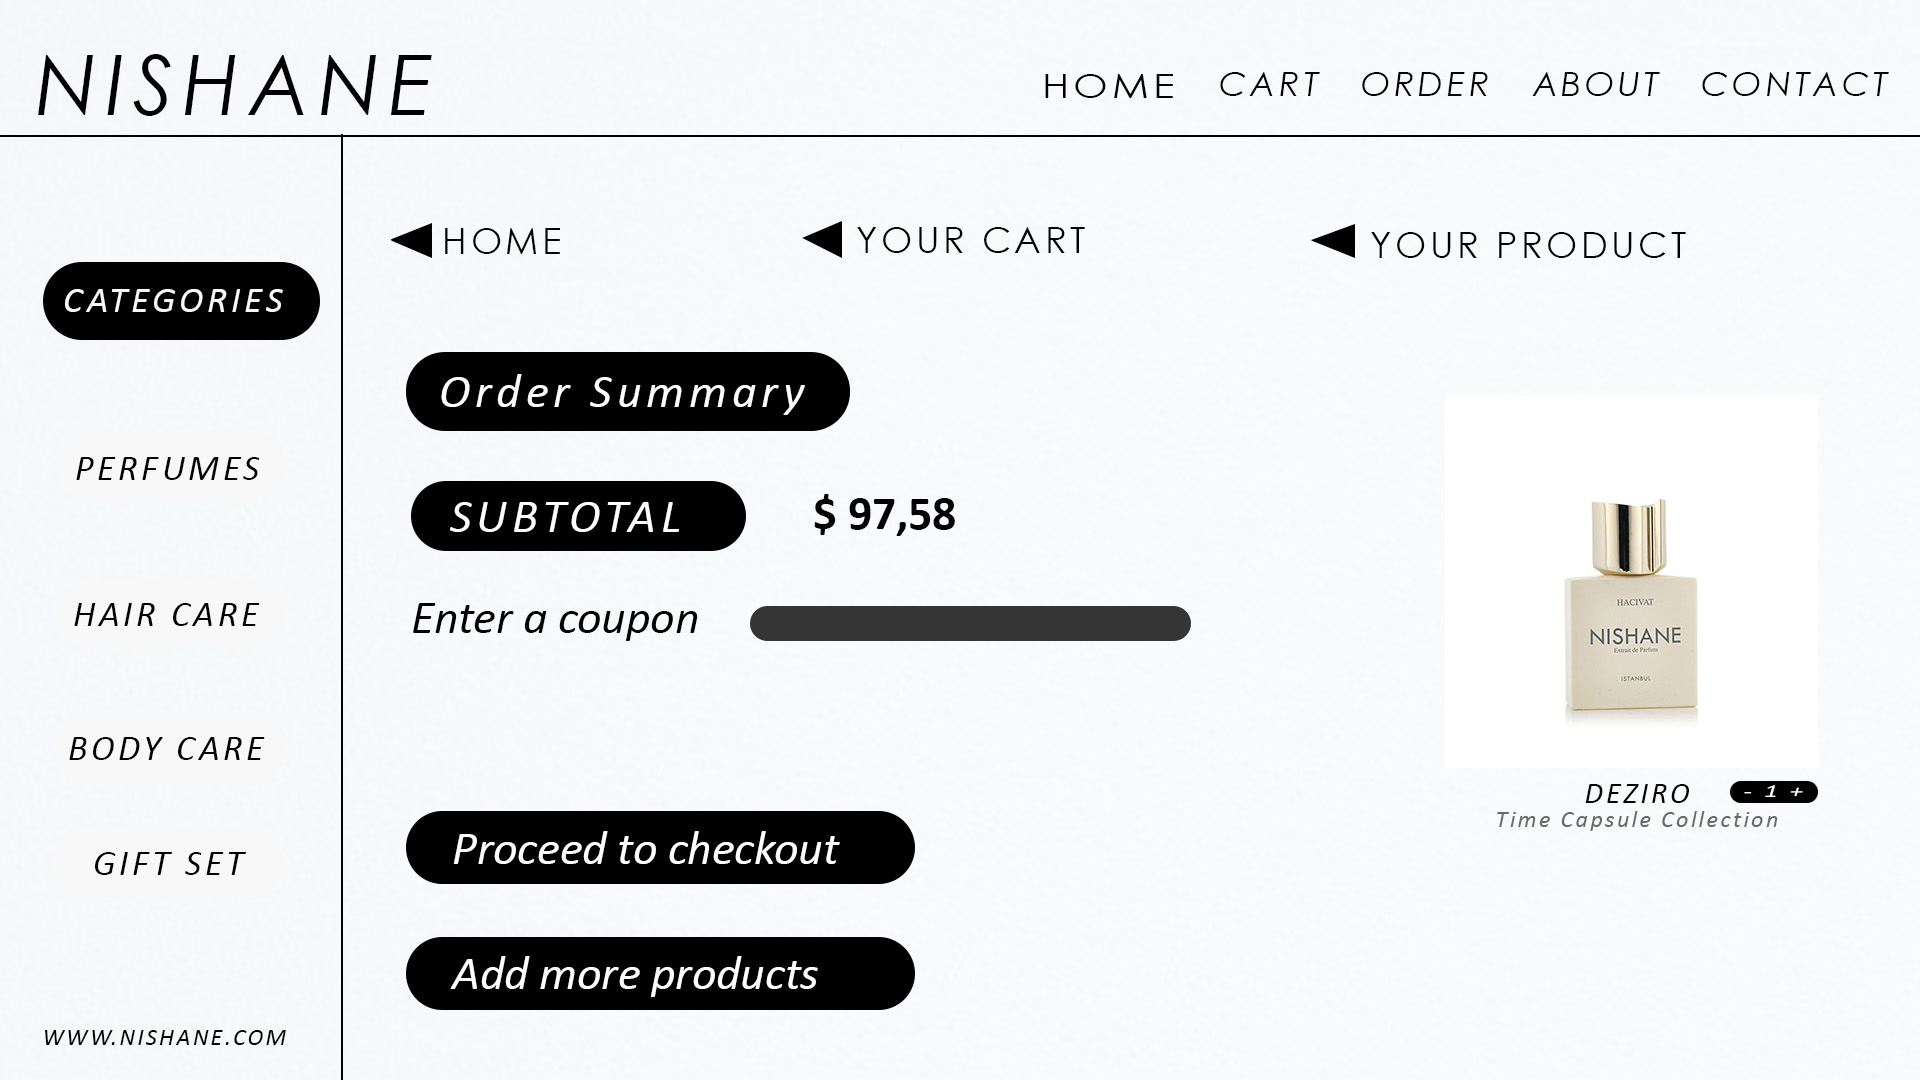 NISHANE
HOME CART ORDER ABOUT CONTACT
HOME
YOUR CART
YOUR PRODUCT
CATEGORIES
PERFUMES
HAIR CARE
BODY CARE
GIFT SET
WWW.NISHANE.COM
Order Summary
SUBTOTAL $ 97,58
Enter a coupon
Proceed to checkout
Add more products
HACIVAT
NISHANE
Extrait de Parfum
ISTANBUL
DEZIRO - 1 +
Time Capsule Collection